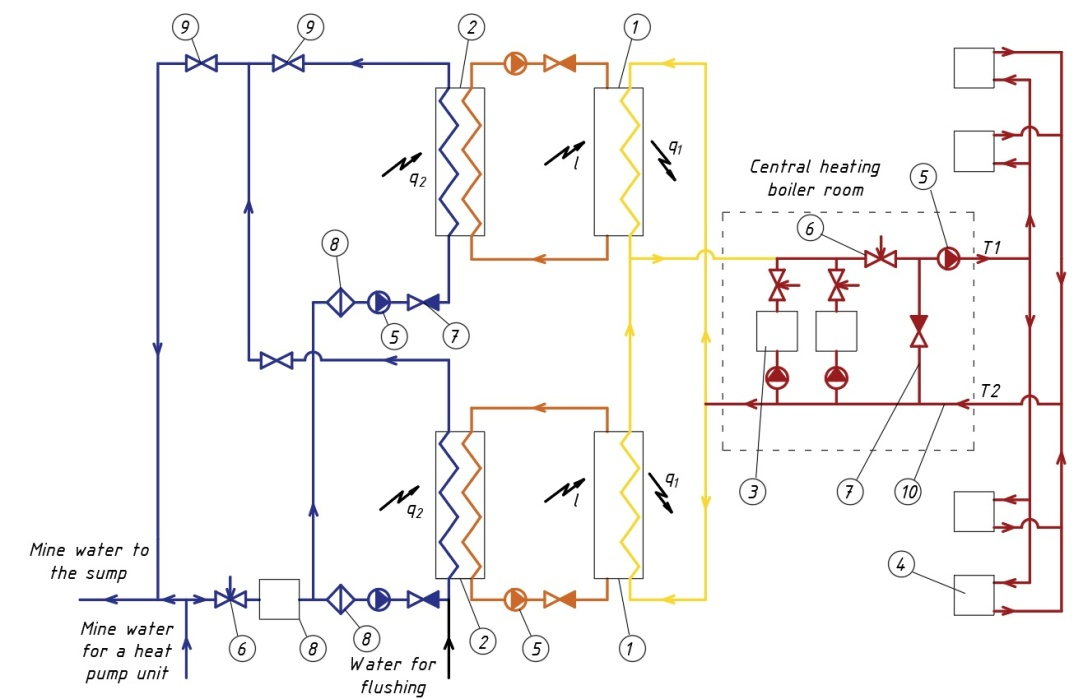 9
9
2
1
q2
l
q1
Central heating
boiler room
5
6
T1
8
5
7
T2
3
7
10
q2
l
q1
Mine water to
the sump
4
Mine water
for a heat
pump unit
6
8
8
Water for
flushing
2
5
1